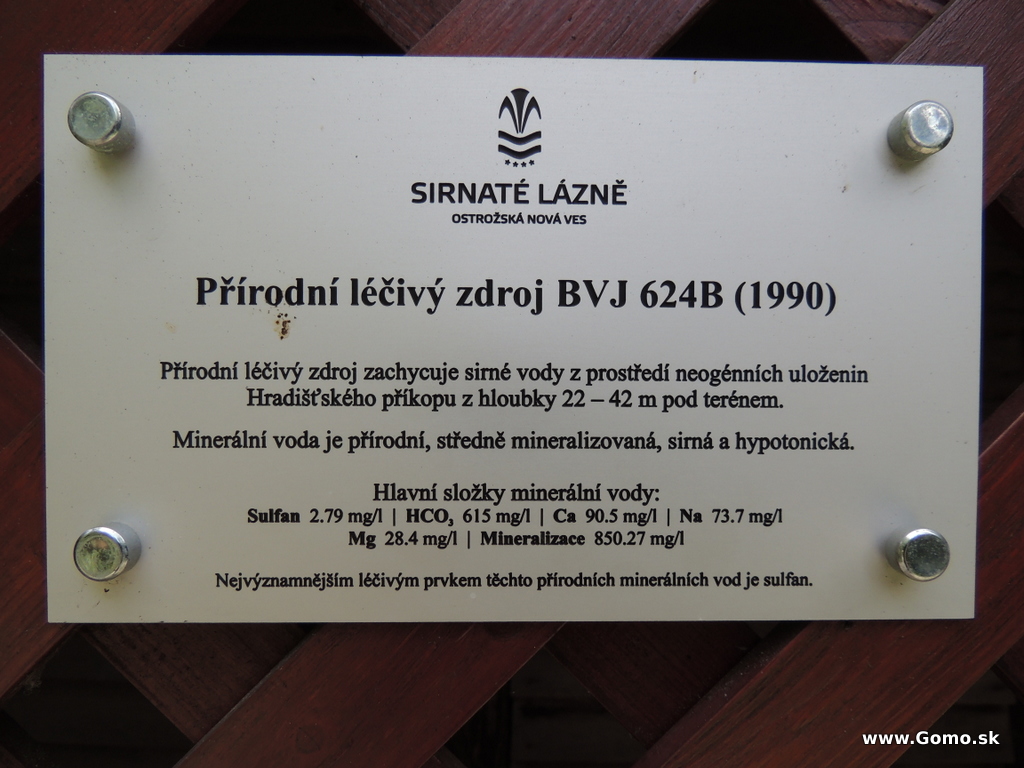 SIRNATÉ LÁZNĚ
OSTROŽSKÁ NOVÁ VES
Přírodní léčivý zdroj BVJ 624B (1990)
Přírodní léčivý zdroj zachycuje sirné vody z prostředí neogénních uloženin
Hradišťského příkopu z hloubky 22 – 42 m pod terénem.
Minerální voda je přírodní, středně mineralizovaná, sirná a hypotonická.
Hlavní složky minerální vody:
Sulfan 2.79 mg/l | HCO₃ 615 mg/l | Ca 90.5 mg/l | Na 73.7 mg/l
Mg 28.4 mg/l | Mineralizace 850.27 mg/l
Nejvýznamnějším léčivým prvkem těchto přírodních minerálních vod je sulfan.
www.Gomo.sk